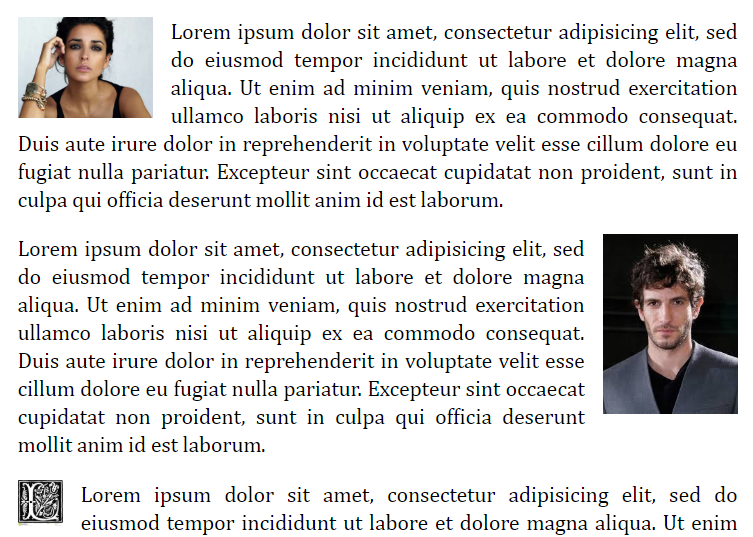 Lorem ipsum dolor sit amet, consectetur adipisicing elit, sed
do eiusmod tempor incididunt ut labore et dolore magna
aliqua. Ut enim ad minim veniam, quis nostrud exercitation
ullamco laboris nisi ut aliquip ex ea commodo consequat.
Duis aute irure dolor in reprehenderit in voluptate velit esse cillum dolore eu
fugiat nulla pariatur. Excepteur sint occaecat cupidatat non proident, sunt in
culpa qui officia deserunt mollit anim id est laborum.
Lorem ipsum dolor sit amet, consectetur adipisicing elit, sed
do eiusmod tempor incididunt ut labore et dolore magna
aliqua. Ut enim ad minim veniam, quis nostrud exercitation
ullamco laboris nisi ut aliquip ex ea commodo consequat.
Duis aute irure dolor in reprehenderit in voluptate velit esse
cillum dolore eu fugiat nulla pariatur. Excepteur sint occaecat
cupidatat non proident, sunt in culpa qui officia deserunt
mollit anim id est laborum.
L Lorem ipsum dolor sit amet, consectetur adipisicing elit, sed do
eiusmod tempor incididunt ut labore et dolore magna aliqua. Ut enim